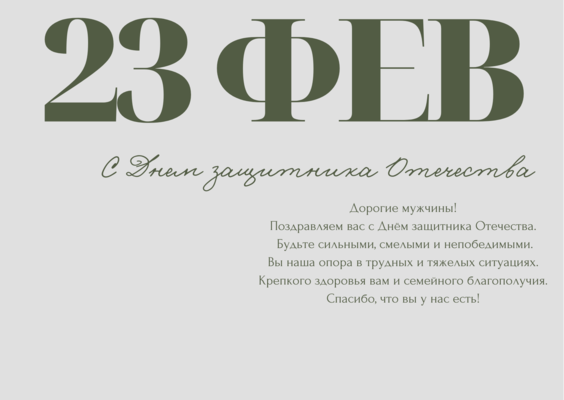 23 ФЕВ
С Днем защитника Отечества
Дорогие мужчины!
Поздравляем вас с Днём защитника Отечества.
Будьте сильными, смелыми и непобедимыми.
Вы наша опора в трудных и тяжелых ситуациях.
Крепкого здоровья вам и семейного благополучия.
Спасибо, что вы у нас есть!